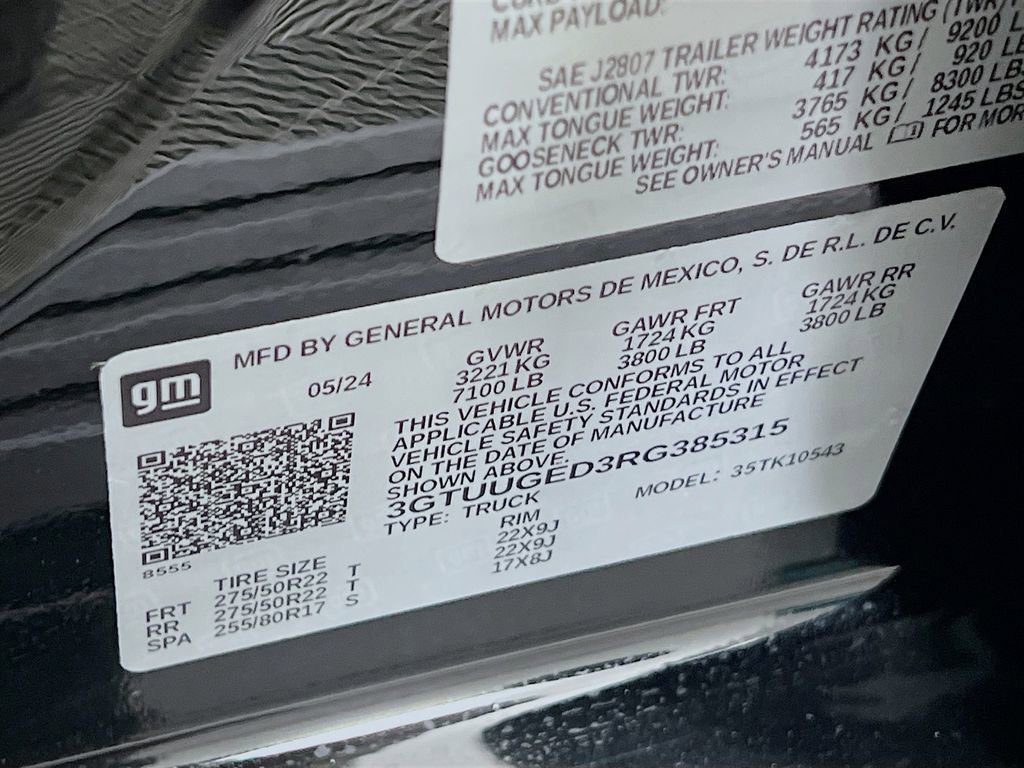 MAX PAYLOAD:
SAE J2807 TRAILER WEIGHT RATING (TWR)
CONVENTIONAL TWR: 4173 KG/ 9200 L
MAX TONGUE WEIGHT: 417 KG/ 920 LB
GOOSENECK TWR: 3765 KG/ 8300 LBS
MAX TONGUE WEIGHT: 565 KG/ 1245 LBS
SEE OWNER'S MANUAL FOR MOR
MFD BY GENERAL MOTORS DE MEXICO, S. DE R.L. DE C.V.
gm 05/24 GVWR GAWR FRT GAWR RR
3221 KG 1724 KG 1724 KG
7100 LB 3800 LB 3800 LB
THIS VEHICLE CONFORMS TO ALL
APPLICABLE U.S. FEDERAL MOTOR
VEHICLE SAFETY STANDARDS IN EFFECT
ON THE DATE OF MANUFACTURE
SHOWN ABOVE.
3GTUUGED3RG385315
TYPE: TRUCK MODEL: 35TK10543
8555
TIRE SIZE RIM
FRT 275/50R22 T 22X9J
RR 275/50R22 T 22X9J
SPA 255/80R17 S 17X8J